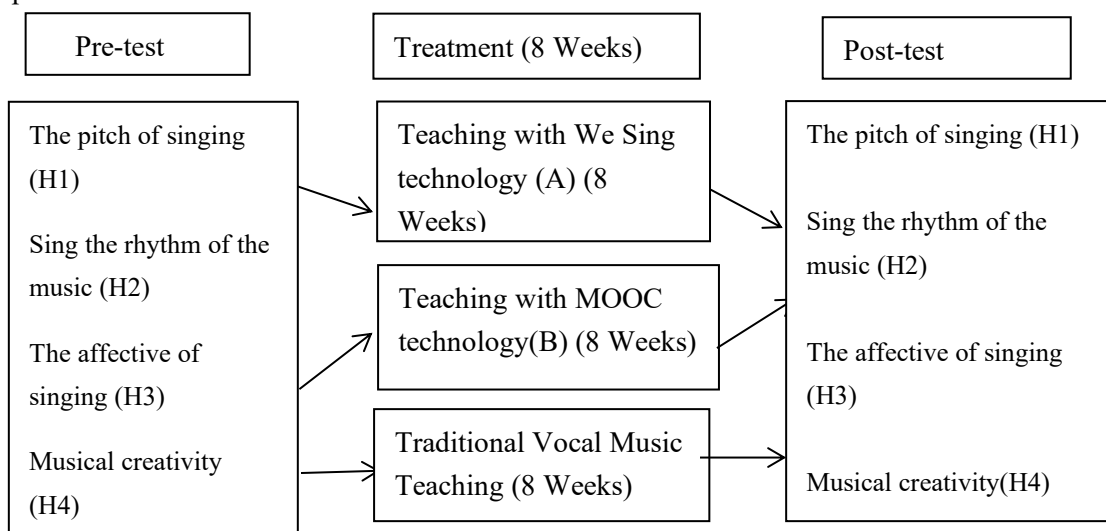 Pre-test
Treatment (8 Weeks)
Post-test
The pitch of singing
(H1)
Sing the rhythm of the
music (H2)
The affective of
singing (H3)
Musical creativity
(H4)
Teaching with We Sing
technology (A) (8
Weeks)
Teaching with MOOC
technology(B) (8 Weeks)
Traditional Vocal Music
Teaching (8 Weeks)
The pitch of singing (H1)
Sing the rhythm of the
music (H2)
The affective of singing
(H3)
Musical creativity(H4)